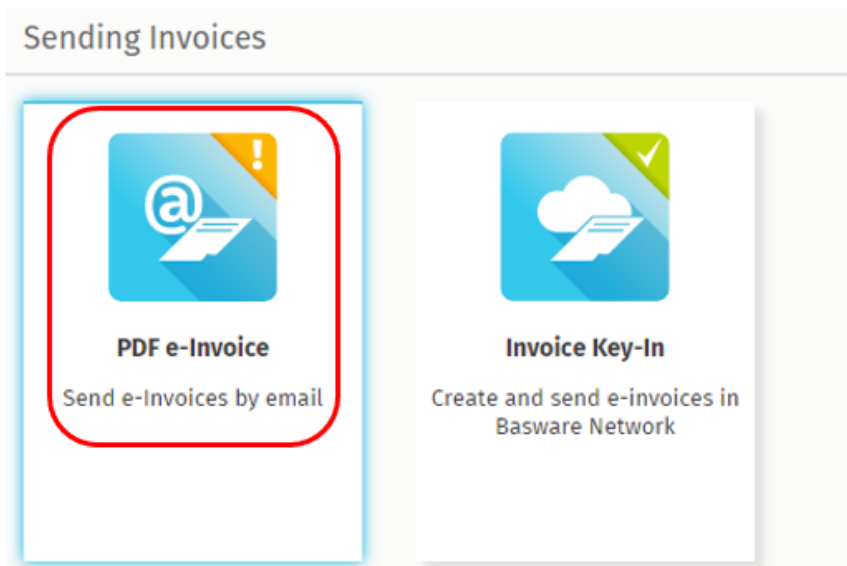 Sending Invoices
PDF e-Invoice
Send e-Invoices by email
Invoice Key-In
Create and send e-invoices in
Basware Network